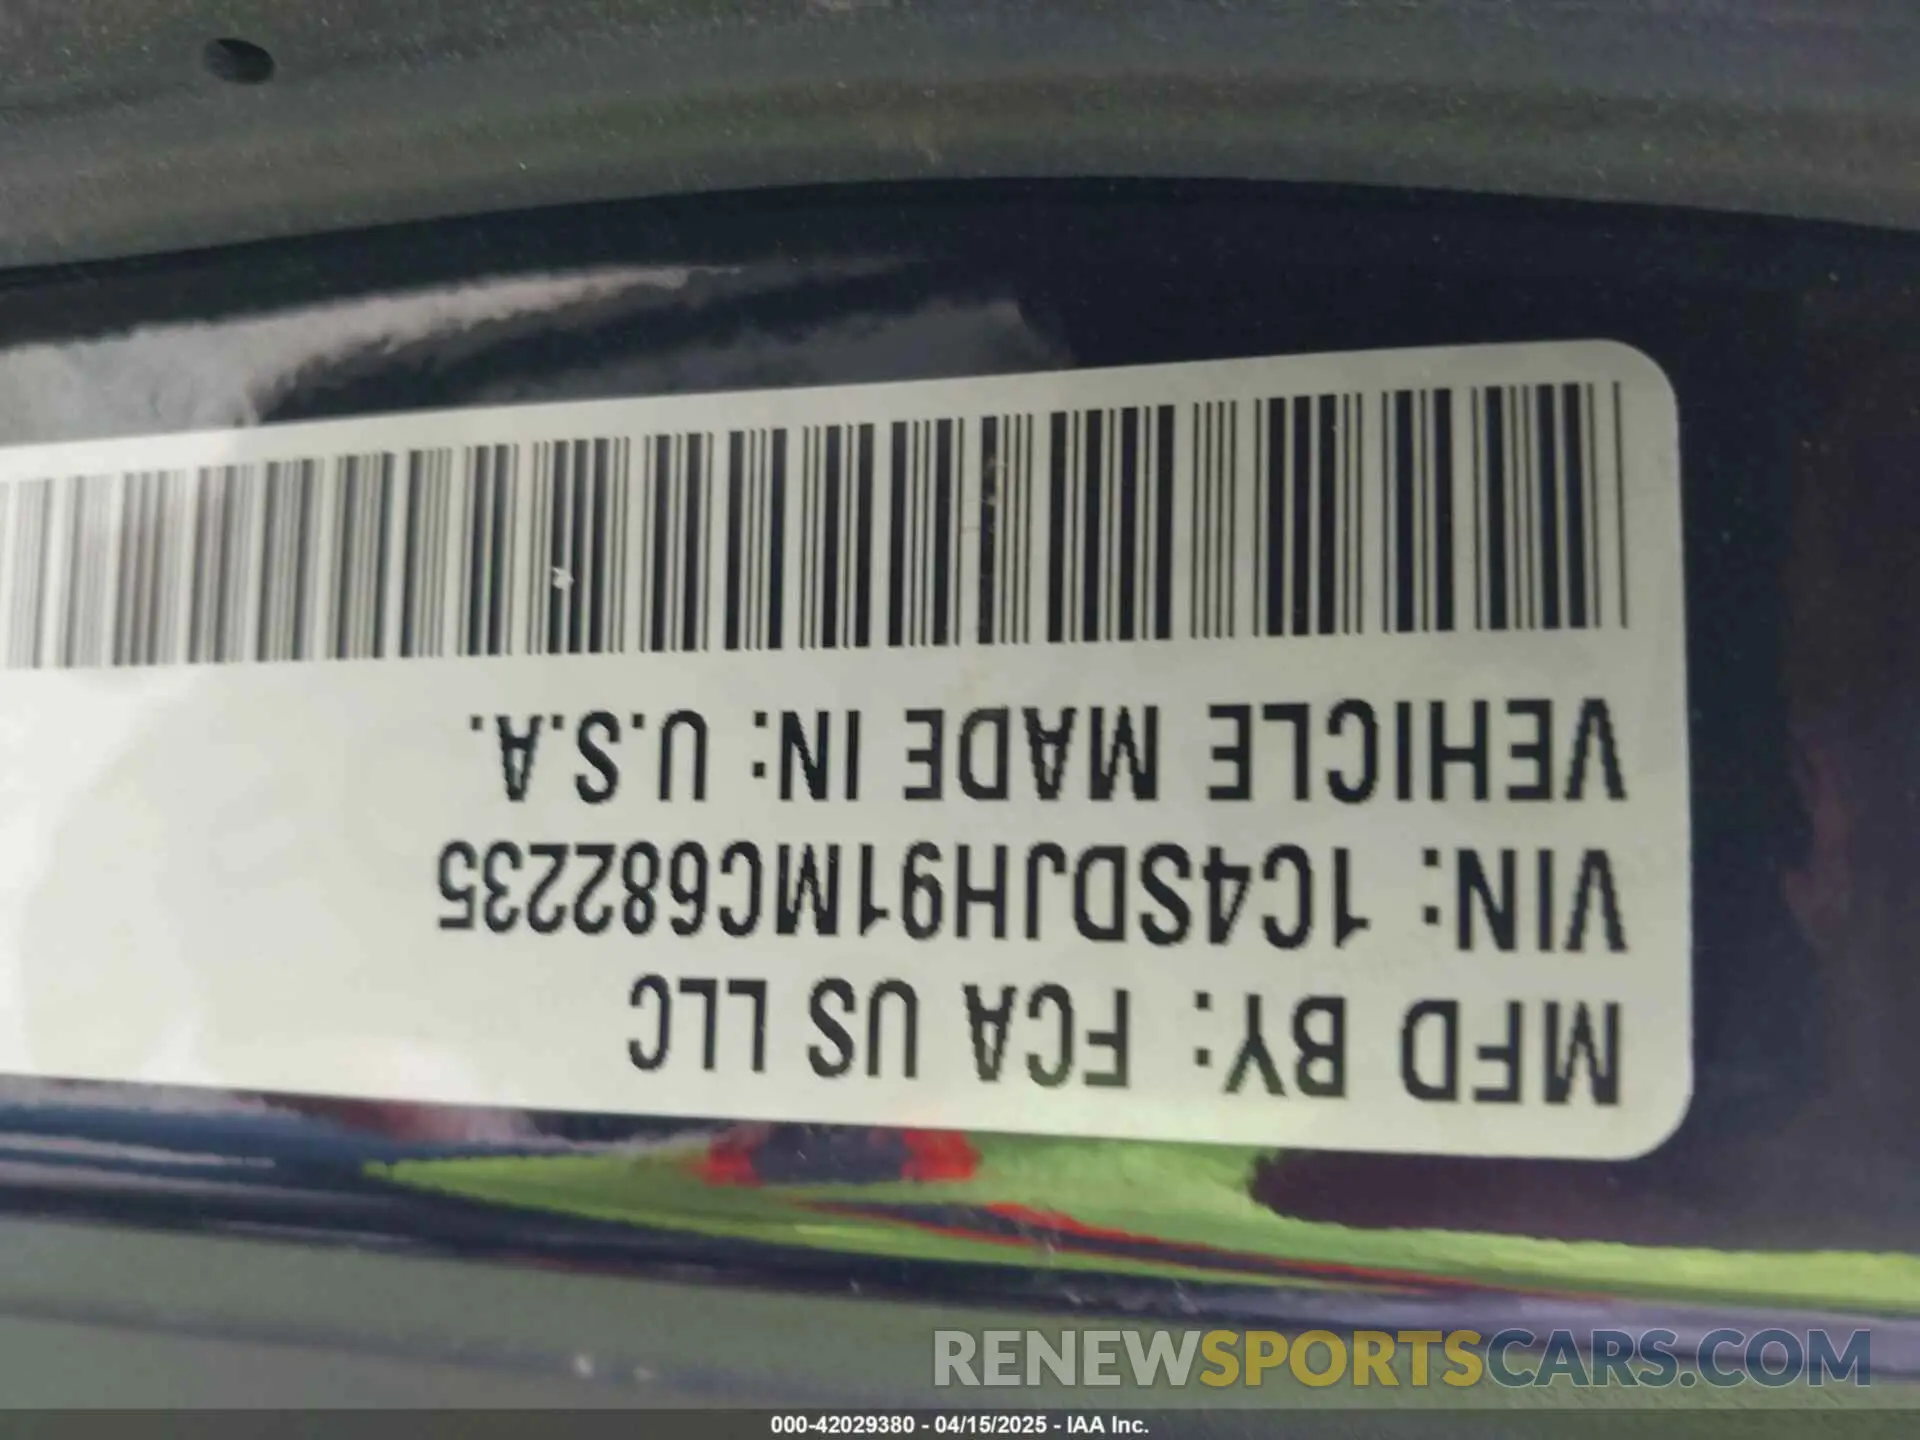 MFD BY: FCA US LLC
VIN: 1C4SDJH91MC682235
VEHICLE MADE IN: U.S.A.
RENEWSPORTSCARS.COM
000-42029380 - 04/15/2025 - IAA Inc.